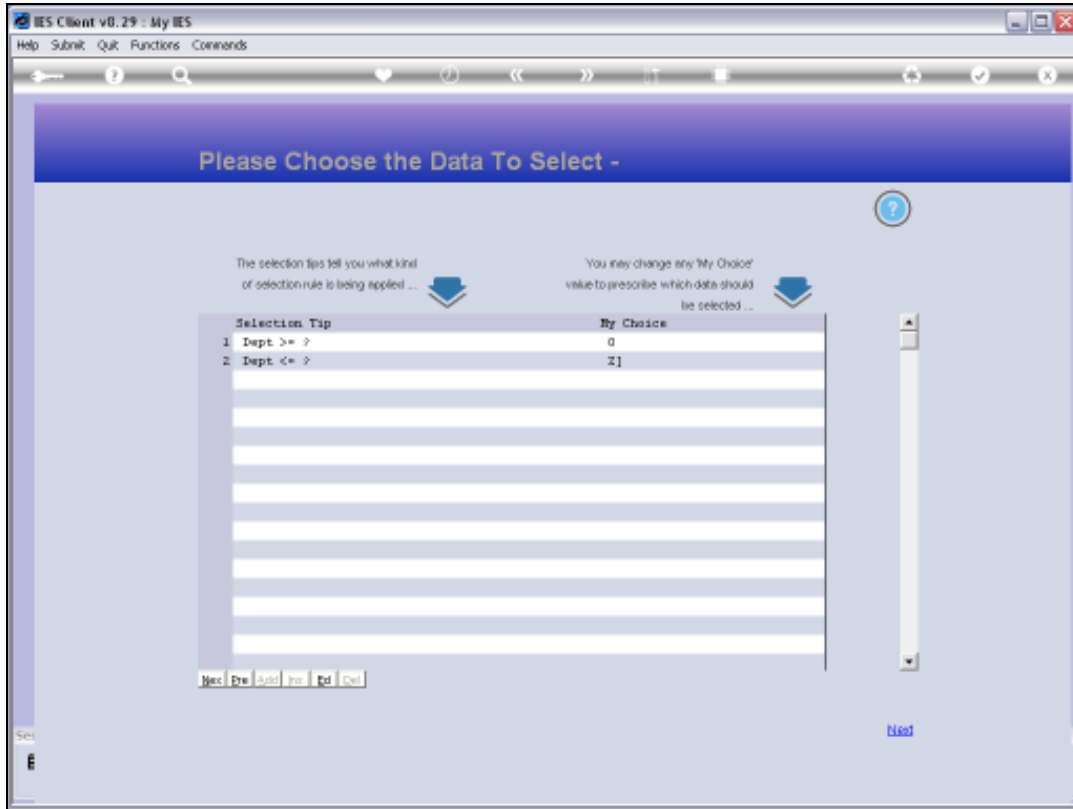 IES Client v8.29 : My IES
Help Submit Quit Functions Commands
Please Choose the Data To Select -
The selection tips tell you what kind
of selection rule is being applied ...
You may change any 'My Choice'
value to prescribe which data should
be selected ...
Selection Tip My Choice
1 Dept >= ? 0
2 Dept <= ? Z]
Nex Pre Add Ins Ed Del
Next
Ses